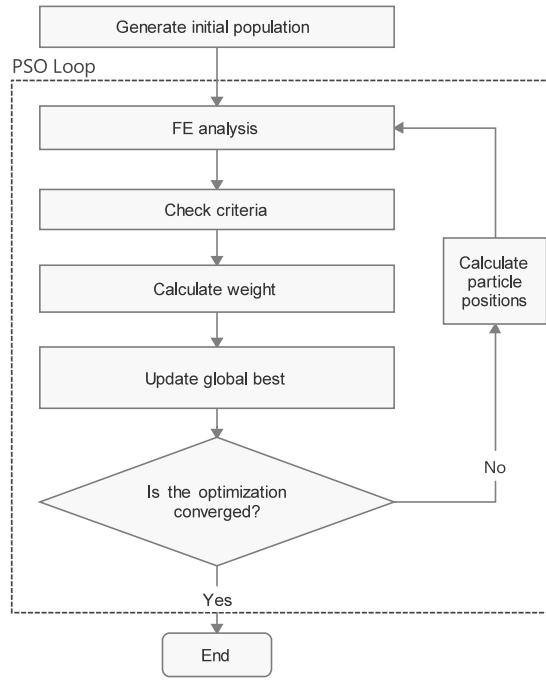 Generate initial population
PSO Loop
FE analysis
Check criteria
Calculate weight
Calculate
particle
positions
Update global best
No
Is the optimization
converged?
Yes
End